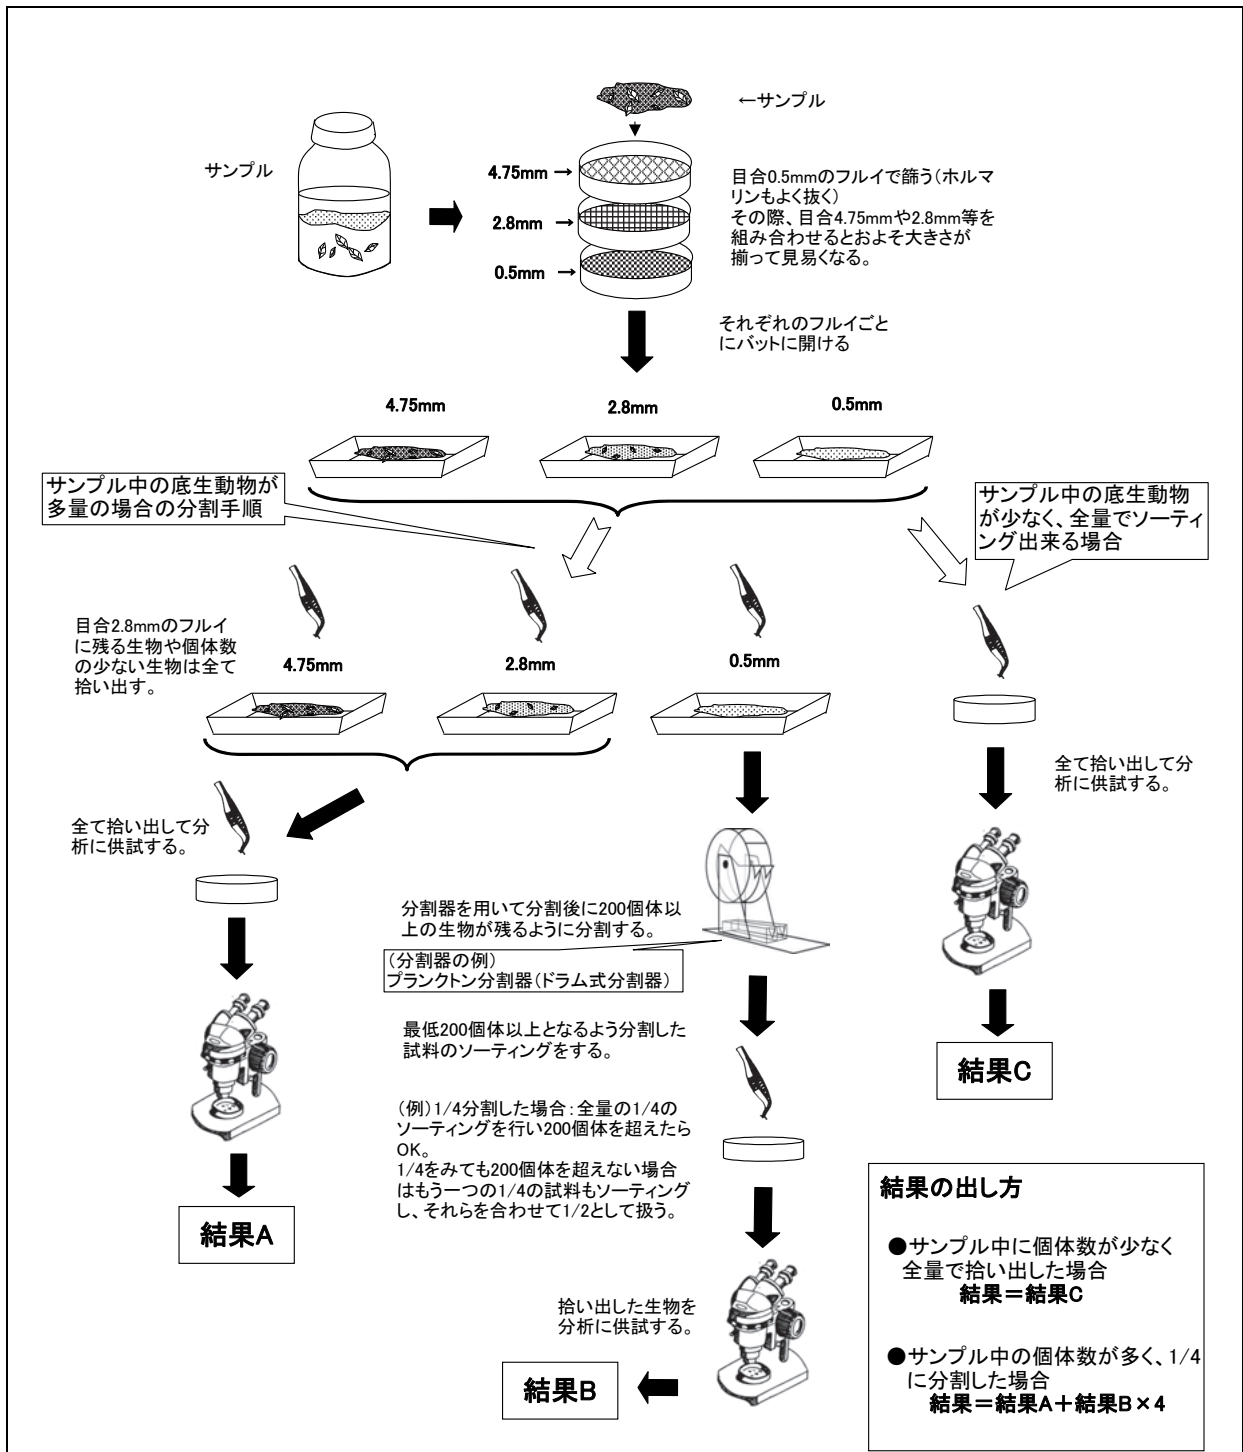 ←サンプル
サンプル
4.75mm →
2.8mm →
0.5mm →
目合0.5mmのフルイで篩う(ホルマ
リンもよく抜く)
その際、目合4.75mmや2.8mm等を
組み合わせるとおよそ大きさが
揃って見易くなる。
それぞれのフルイごと
にバットに開ける
4.75mm
2.8mm
0.5mm
サンプル中の底生動物が
多量の場合の分割手順
サンプル中の底生動物
が少なく、全量でソーティ
ング出来る場合
目合2.8mmのフルイ
に残る生物や個体数
の少ない生物は全て
拾い出す。
4.75mm
2.8mm
0.5mm
全て拾い出して分
析に供試する。
全て拾い出して分
析に供試する。
分割器を用いて分割後に200個体以
上の生物が残るように分割する。
(分割器の例)
プランクトン分割器(ドラム式分割器)
最低200個体以上となるよう分割した
試料のソーティングをする。
(例)1/4分割した場合:全量の1/4の
ソーティングを行い200個体を超えたら
OK。
1/4をみても200個体を超えない場合
はもう一つの1/4の試料もソーティング
し、それらを合わせて1/2として扱う。
結果A
結果C
拾い出した生物を
分析に供試する。
結果B
結果の出し方
●サンプル中に個体数が少なく
全量で拾い出した場合
結果=結果C
●サンプル中の個体数が多く、1/4
に分割した場合
結果=結果A+結果B×4